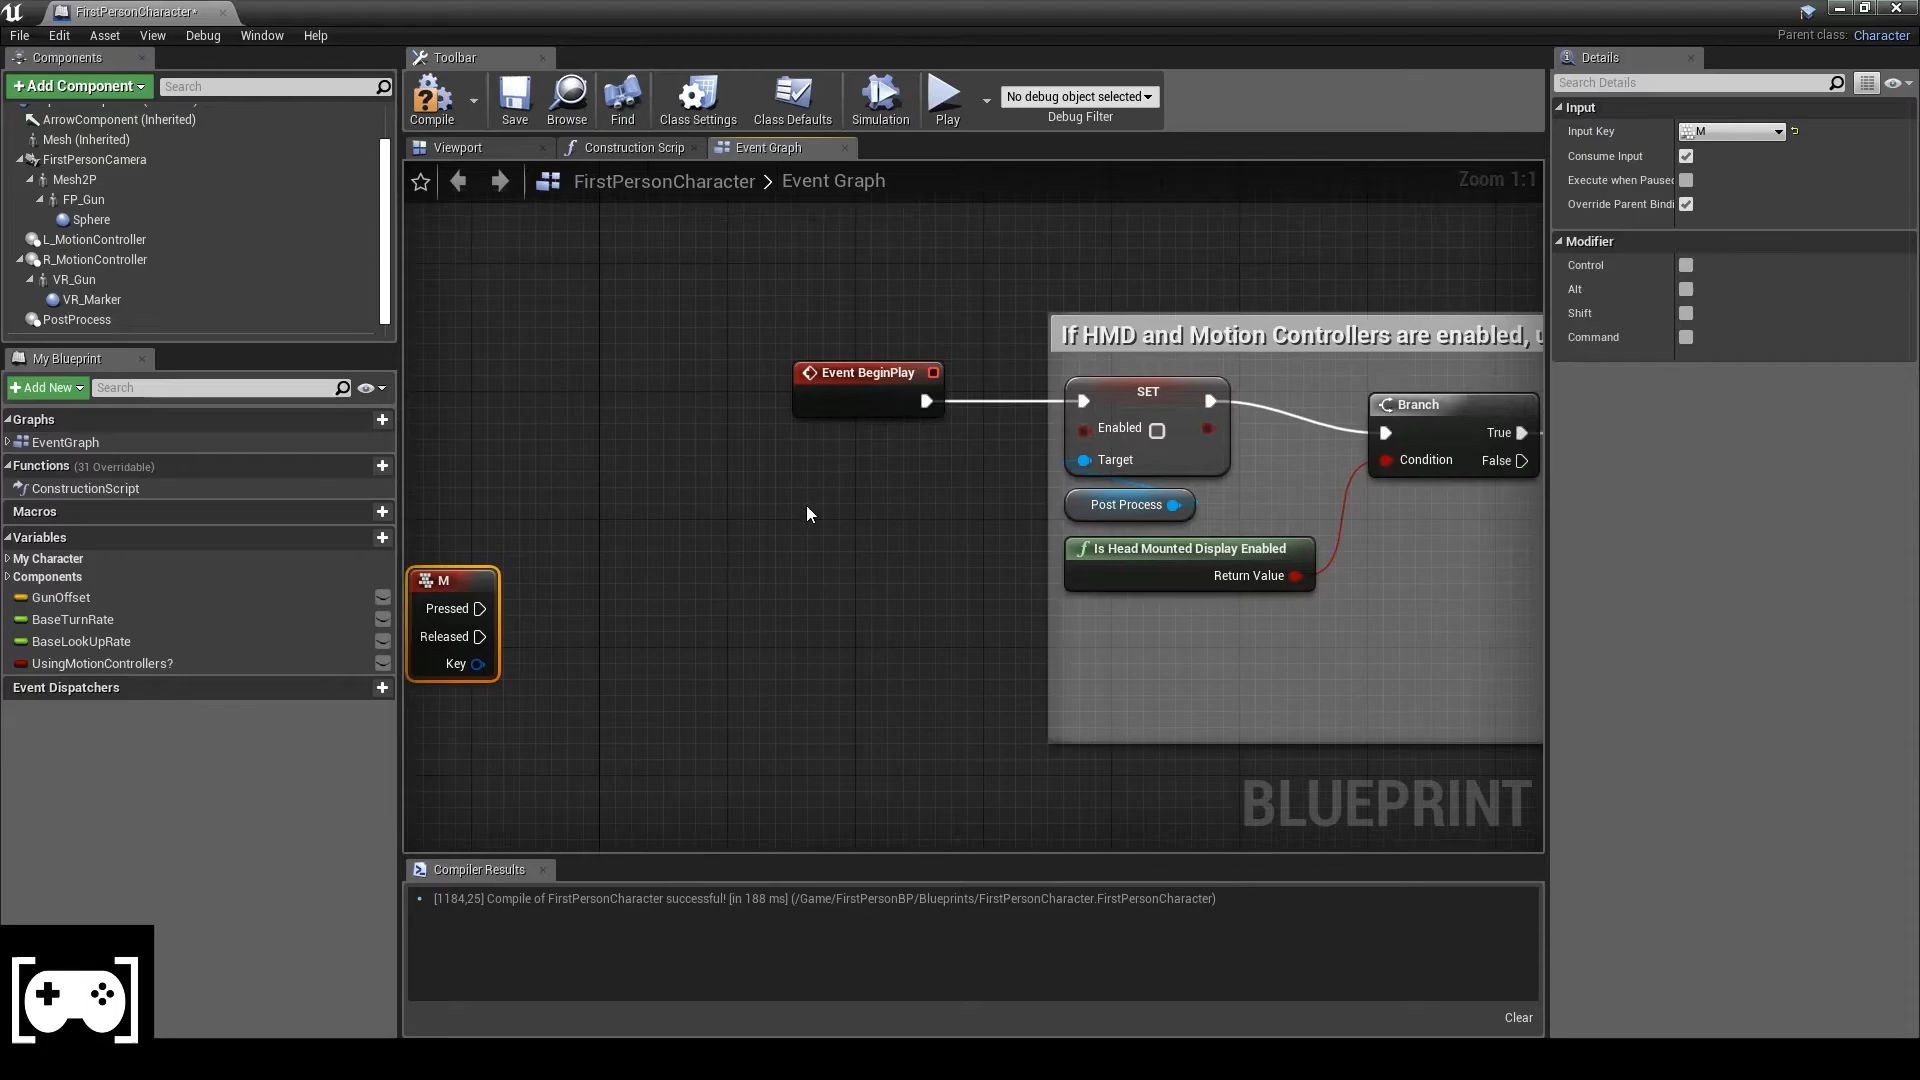 FirstPersonCharacter*
File Edit Asset View Debug Window Help
Parent class: Character
Components
+Add Component
Search
ArrowComponent (Inherited)
Mesh (Inherited)
FirstPersonCamera
Mesh2P
FP_Gun
Sphere
L_MotionController
R_MotionController
VR_Gun
VR_Marker
PostProcess
My Blueprint
+Add New
Search
Graphs
EventGraph
Functions (31 Overridable)
ConstructionScript
Macros
Variables
My Character
Components
GunOffset
BaseTurnRate
BaseLookUpRate
UsingMotionControllers?
Event Dispatchers
Toolbar
Compile
Save
Browse
Find
Class Settings
Class Defaults
Simulation
Play
No debug object selected
Debug Filter
Viewport
Construction Scrip
Event Graph
FirstPersonCharacter > Event Graph
Zoom 1:1
If HMD and Motion Controllers are enabled, u
Event BeginPlay
SET
Enabled
Target
Branch
True
Condition
False
Post Process
Is Head Mounted Display Enabled
Return Value
M
Pressed
Released
Key
BLUEPRINT
Compiler Results
[1184,25] Compile of FirstPersonCharacter successful! [in 188 ms] (/Game/FirstPersonBP/Blueprints/FirstPersonCharacter.FirstPersonCharacter)
Clear
Details
Search Details
Input
Input Key
M
Consume Input
Execute when Pausec
Override Parent Bindi
Modifier
Control
Alt
Shift
Command